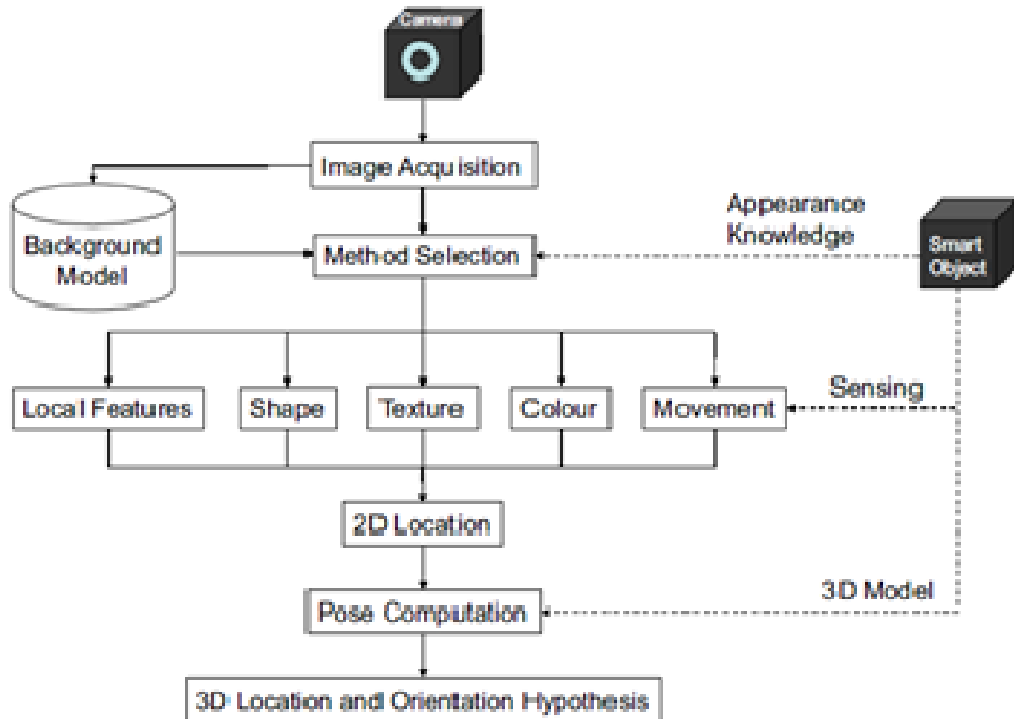 Camera
Image Acquisition
Appearance
Knowledge
Smart
Object
Background
Model
Method Selection
Local Features
Shape
Texture
Colour
Movement
Sensing
2D Location
3D Model
Pose Computation
3D Location and Orientation Hypothesis